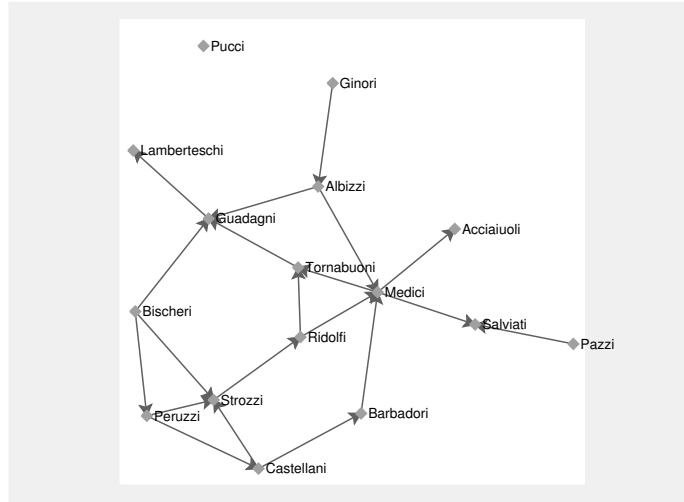 Pucci
Ginori
Lamberteschi
Albizzi
Guadagni
Acciaiuoli
Tornabuoni
Medici
Bischeri
Salviati
Ridolfi
Pazzi
Strozzi
Peruzzi
Barbadori
Castellani